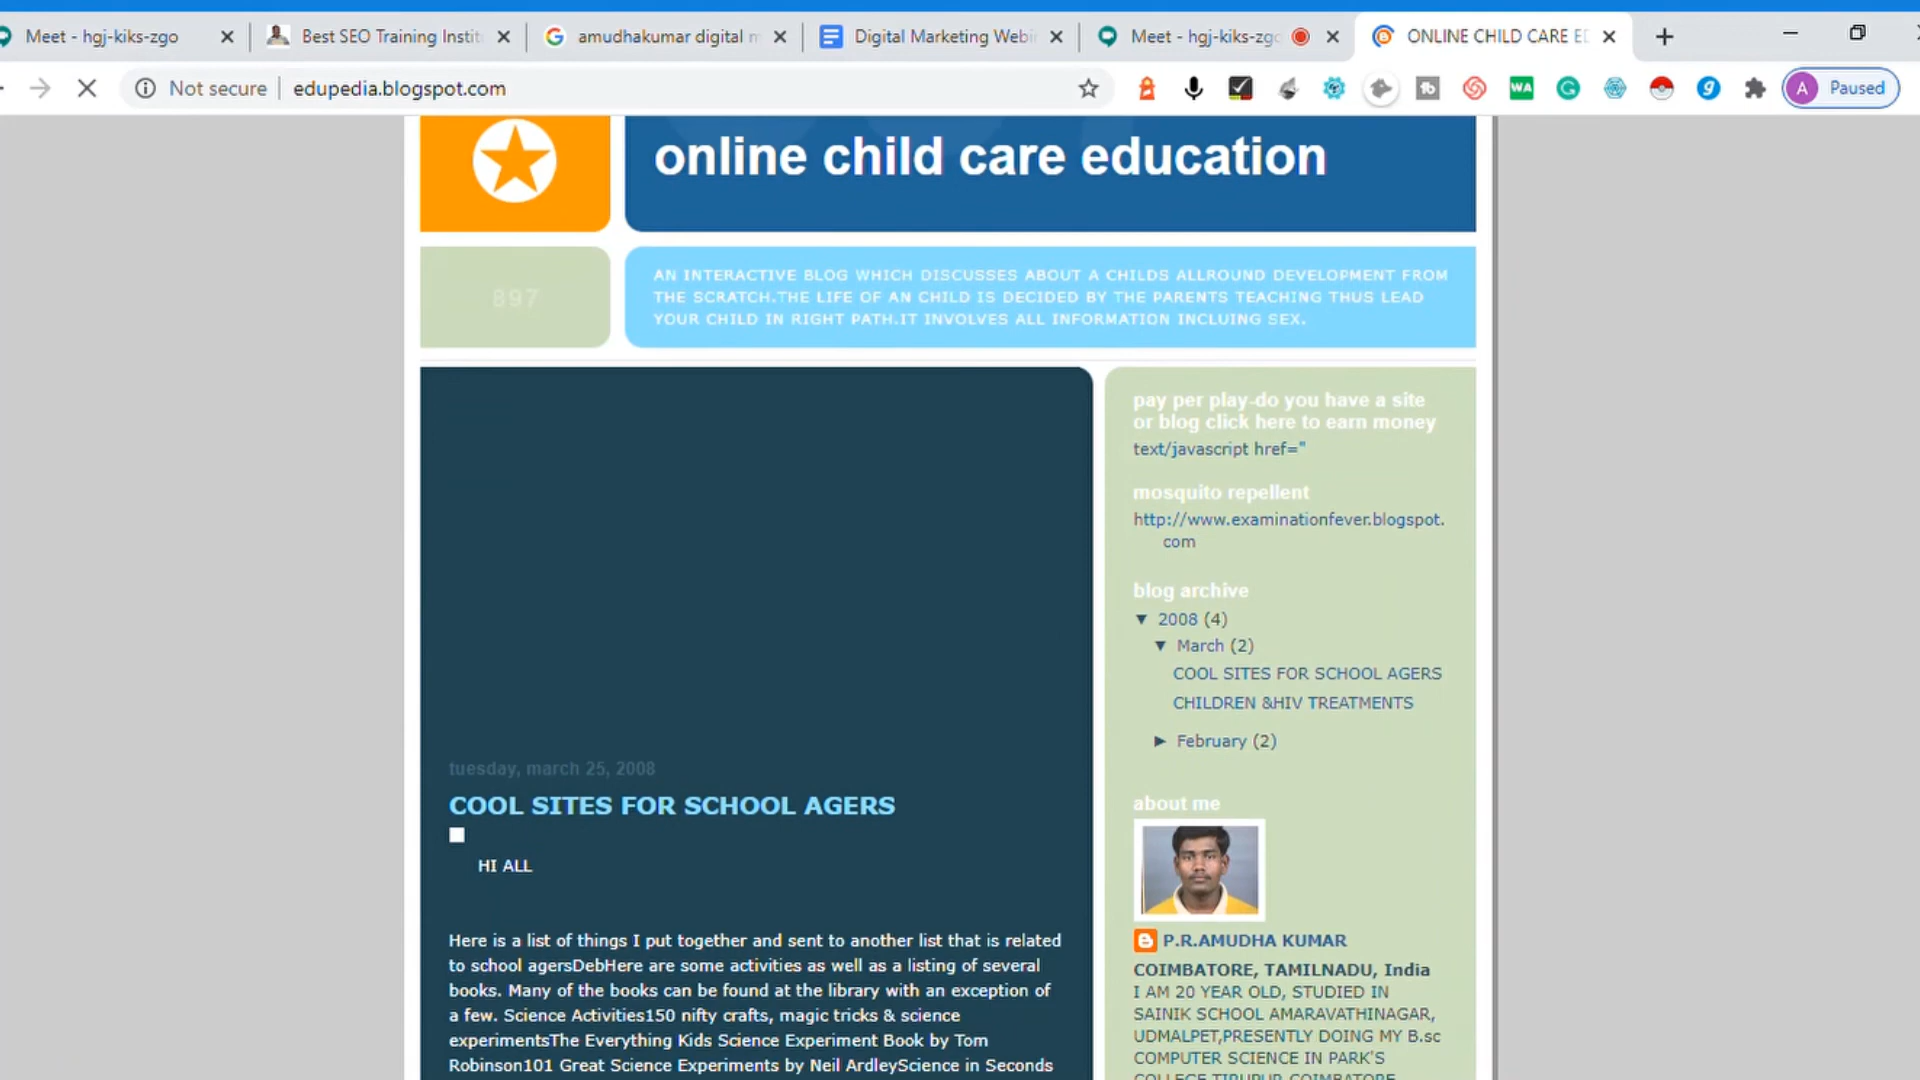 Meet - hgj-kiks-zgo
Best SEO Training Instit
amudhakumar digital m
Digital Marketing Webi
Meet - hgj-kiks-zgo
ONLINE CHILD CARE ED
Not secure
edupedia.blogspot.com
A
Paused
online child care education
897
AN INTERACTIVE BLOG WHICH DISCUSSES ABOUT A CHILDS ALLROUND DEVELOPMENT FROM
THE SCRATCH.THE LIFE OF AN CHILD IS DECIDED BY THE PARENTS TEACHING THUS LEAD
YOUR CHILD IN RIGHT PATH.IT INVOLVES ALL INFORMATION INCLUING SEX.
tuesday, march 25, 2008
COOL SITES FOR SCHOOL AGERS
HI ALL
Here is a list of things I put together and sent to another list that is related
to school agersDebHere are some activities as well as a listing of several
books. Many of the books can be found at the library with an exception of
a few. Science Activities150 nifty crafts, magic tricks & science
experimentsThe Everything Kids Science Experiment Book by Tom
Robinson101 Great Science Experiments by Neil ArdleyScience in Seconds
pay per play-do you have a site
or blog click here to earn money
text/javascript href="
mosquito repellent
http://www.examinationfever.blogspot.
com
blog archive
▼ 2008 (4)
▼ March (2)
COOL SITES FOR SCHOOL AGERS
CHILDREN &HIV TREATMENTS
► February (2)
about me
P.R.AMUDHA KUMAR
COIMBATORE, TAMILNADU, India
I AM 20 YEAR OLD, STUDIED IN
SAINIK SCHOOL AMARAVATHINAGAR,
UDMALPET,PRESENTLY DOING MY B.sc
COMPUTER SCIENCE IN PARK'S
COLLEGE,TIRUPUR,COIMBATORE